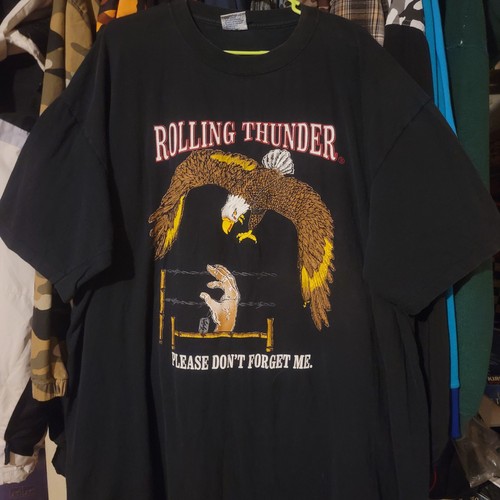 ROLLING THUNDER®
PLEASE DON'T FORGET ME.